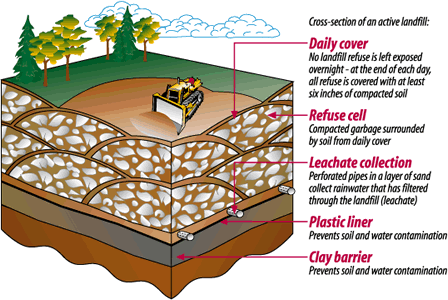 Cross-section of an active landfill:
Daily cover
No landfill refuse is left exposed
overnight - at the end of each day,
all refuse is covered with at least
six inches of compacted soil
Refuse cell
Compacted garbage surrounded
by soil from daily cover
Leachate collection
Perforated pipes in a layer of sand
collect rainwater that has filtered
through the landfill (leachate)
Plastic liner
Prevents soil and water contamination
Clay barrier
Prevents soil and water contamination